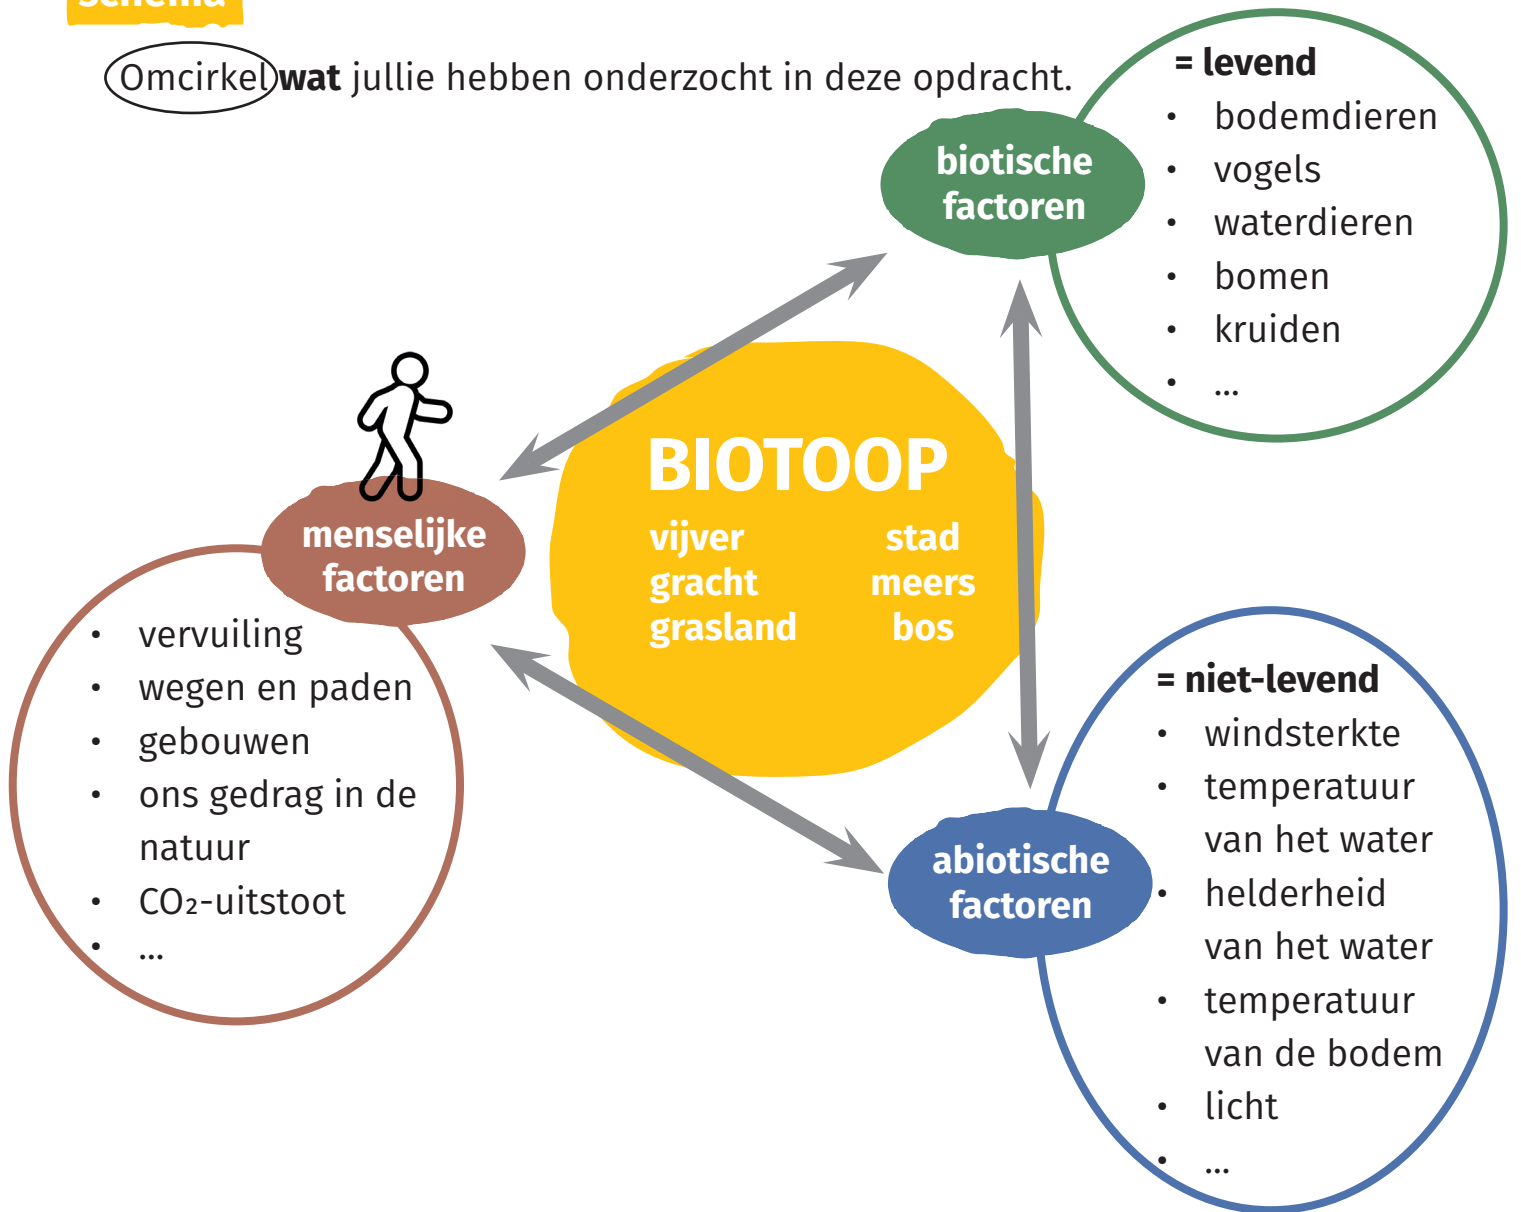 schema
Omcirkel wat jullie hebben onderzocht in deze opdracht.
= levend
• bodemdieren
• vogels
• waterdieren
• bomen
• kruiden
• ...
biotische
factoren
BIOTOOP
vijver stad
gracht meers
grasland bos
menselijke
factoren
• vervuiling
• wegen en paden
• gebouwen
• ons gedrag in de
natuur
• CO₂-uitstoot
• ...
abiotische
factoren
= niet-levend
• windsterkte
• temperatuur
van het water
• helderheid
van het water
• temperatuur
van de bodem
• licht
• ...